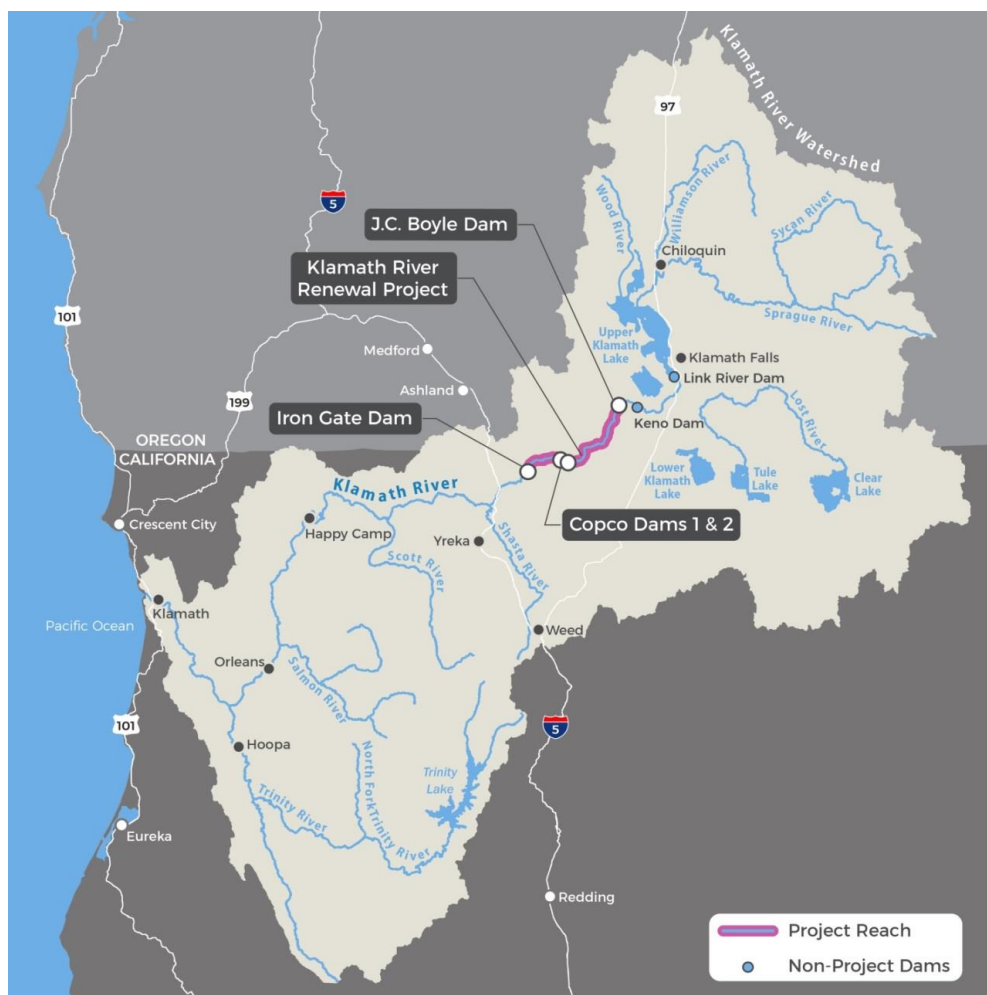 Klamath River Watershed
97
5
Wood River
Williamson River
Sycan River
J.C. Boyle Dam
Chiloquin
Klamath River
Renewal Project
Sprague River
101
Upper
Klamath
Lake
Medford
Klamath Falls
Link River Dam
Ashland
199
Iron Gate Dam
Keno Dam
Lost River
OREGON
CALIFORNIA
Lower
Klamath
Lake
Tule
Lake
Clear
Lake
Klamath River
Crescent City
Happy Camp
Yreka
Shasta River
Copco Dams 1 & 2
Scott River
Klamath
Pacific Ocean
Weed
Orleans
Salmon River
101
5
Hoopa
North Fork Trinity River
Trinity
Lake
Trinity River
Eureka
Redding
Project Reach
Non-Project Dams